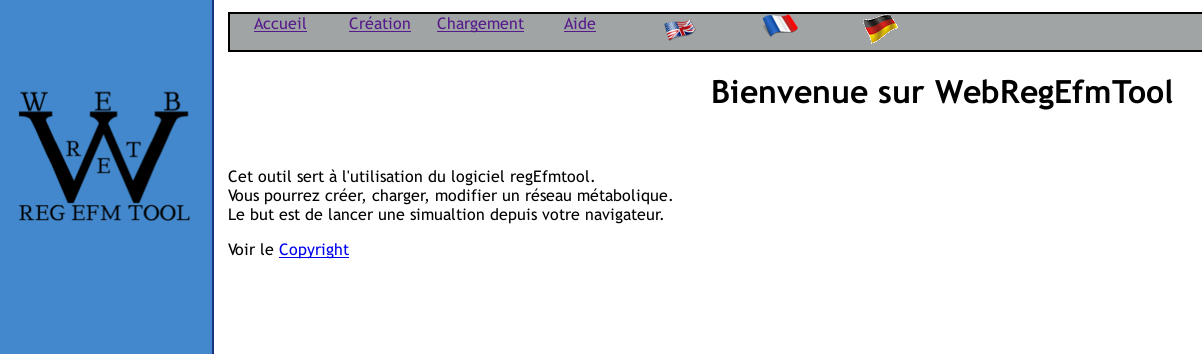 Accueil Création Chargement Aide
W E B
R E T
REG EFM TOOL
Bienvenue sur WebRegEfmTool
Cet outil sert à l'utilisation du logiciel regEfmtool.
Vous pourrez créer, charger, modifier un réseau métabolique.
Le but est de lancer une simualtion depuis votre navigateur.
Voir le Copyright